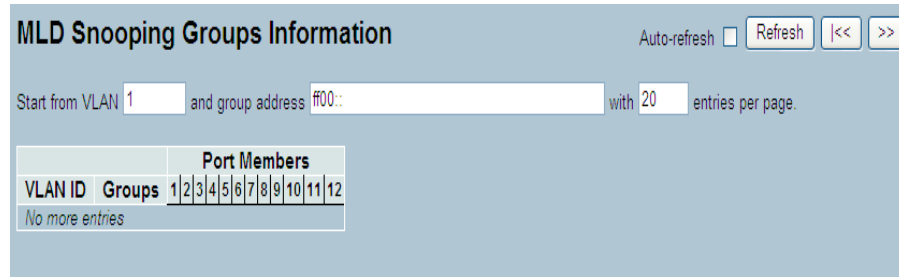 MLD Snooping Groups Information
Auto-refresh Refresh |<< >>
Start from VLAN 1 and group address ff00:: with 20 entries per page.
Port Members
VLAN ID Groups 1 2 3 4 5 6 7 8 9 10 11 12
No more entries